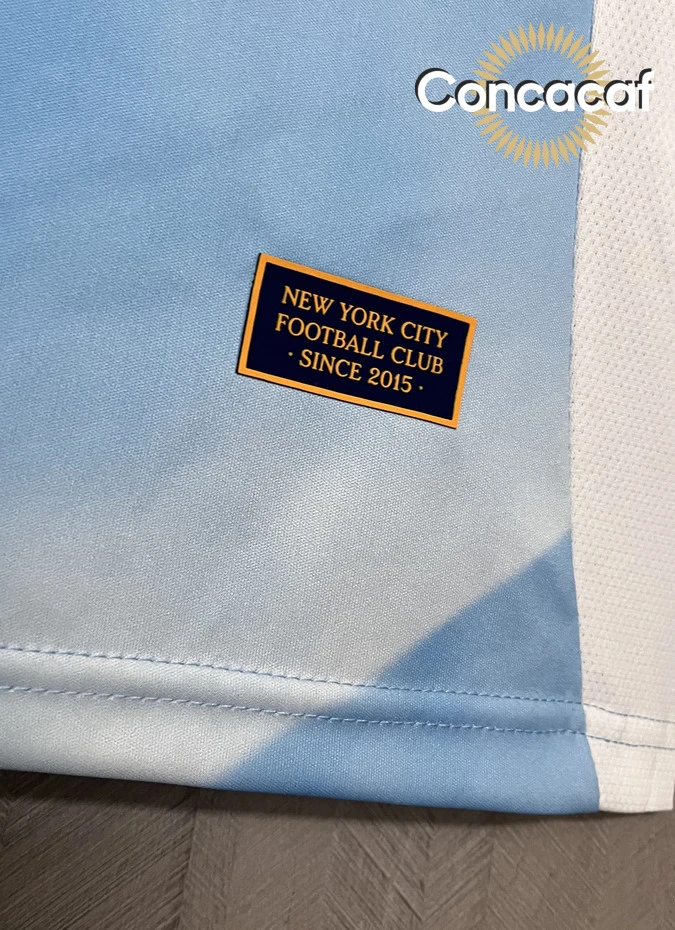 Concacaf
NEW YORK CITY
FOOTBALL CLUB
· SINCE 2015 ·